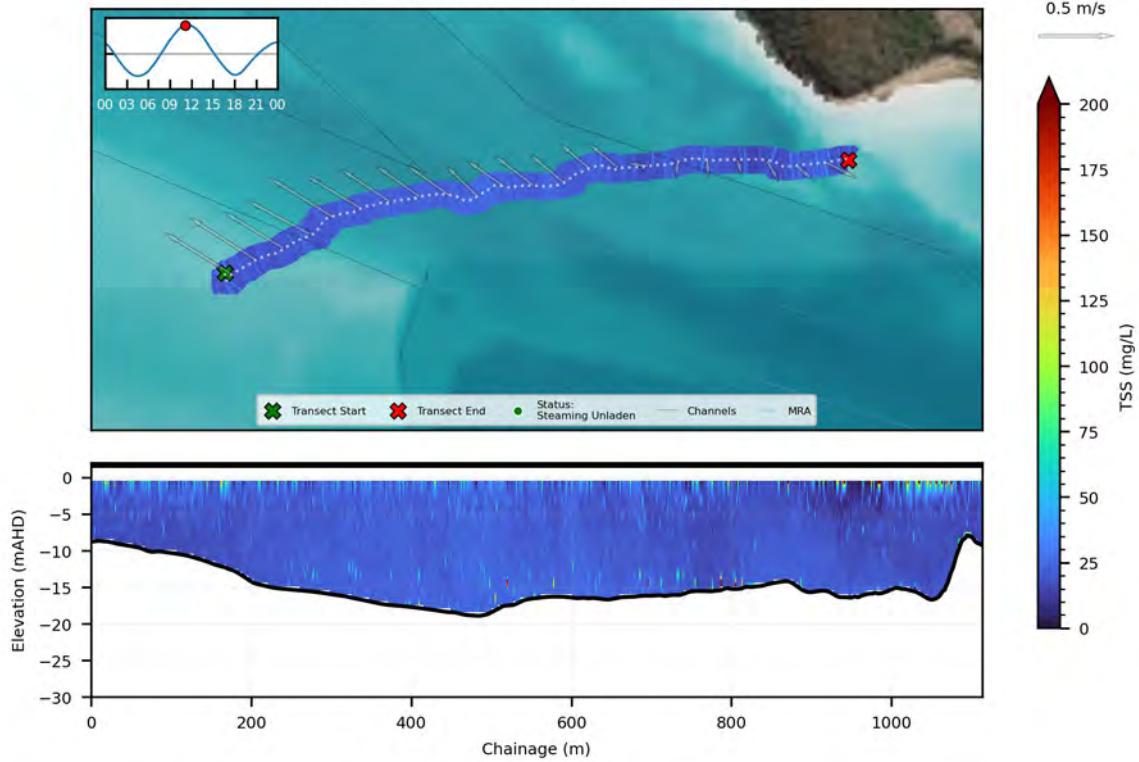 0.5 m/s
00 03 06 09 12 15 18 21 00
200
175
150
125
100
75
50
25
0
TSS (mg/L)
Transect Start
Transect End
Status:
Steaming Unladen
Channels
MRA
0
−5
−10
−15
−20
−25
−30
Elevation (mAHD)
0 200 400 600 800 1000
Chainage (m)